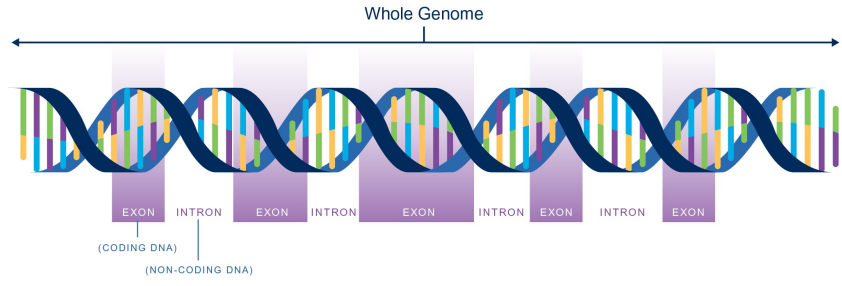 Whole Genome
EXON INTRON EXON INTRON EXON INTRON EXON INTRON EXON
(CODING DNA)
(NON-CODING DNA)